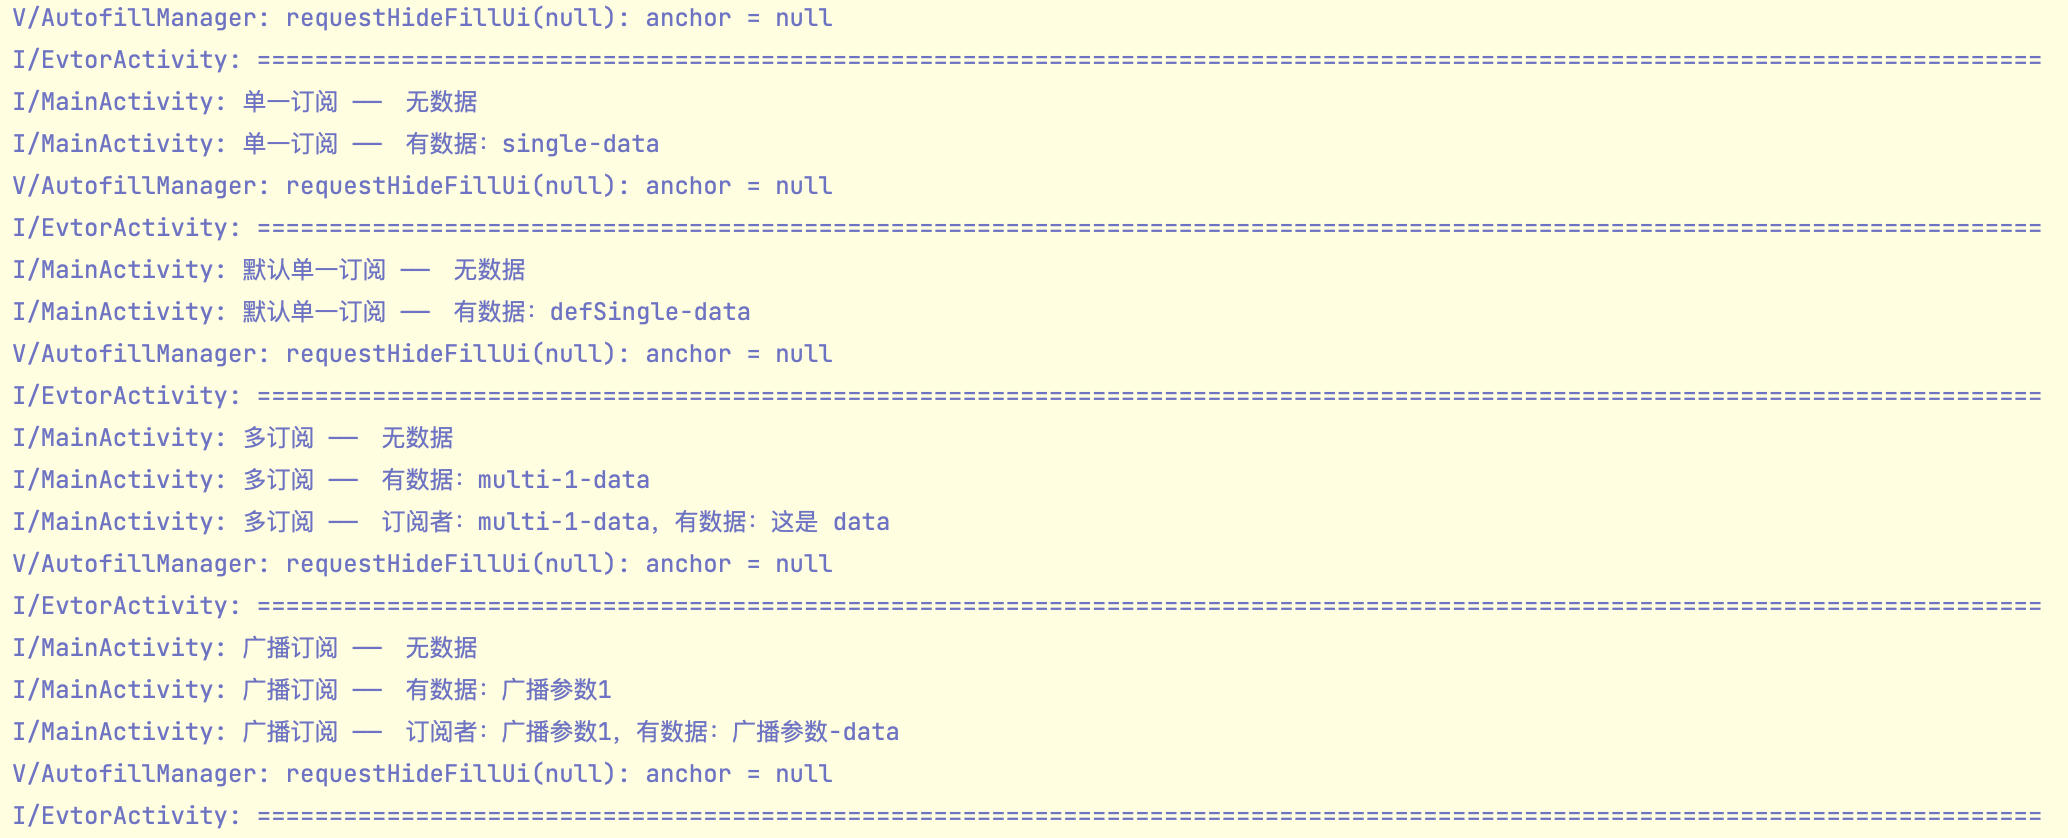 V/AutofillManager: requestHideFillUi(null): anchor = null
I/EvtorActivity: ============================================================================================================================
I/MainActivity: 单一订阅 —— 无数据
I/MainActivity: 单一订阅 —— 有数据：single-data
V/AutofillManager: requestHideFillUi(null): anchor = null
I/EvtorActivity: ============================================================================================================================
I/MainActivity: 默认单一订阅 —— 无数据
I/MainActivity: 默认单一订阅 —— 有数据：defSingle-data
V/AutofillManager: requestHideFillUi(null): anchor = null
I/EvtorActivity: ============================================================================================================================
I/MainActivity: 多订阅 —— 无数据
I/MainActivity: 多订阅 —— 有数据：multi-1-data
I/MainActivity: 多订阅 —— 订阅者：multi-1-data，有数据：这是 data
V/AutofillManager: requestHideFillUi(null): anchor = null
I/EvtorActivity: ============================================================================================================================
I/MainActivity: 广播订阅 —— 无数据
I/MainActivity: 广播订阅 —— 有数据：广播参数1
I/MainActivity: 广播订阅 —— 订阅者：广播参数1，有数据：广播参数-data
V/AutofillManager: requestHideFillUi(null): anchor = null
I/EvtorActivity: ============================================================================================================================